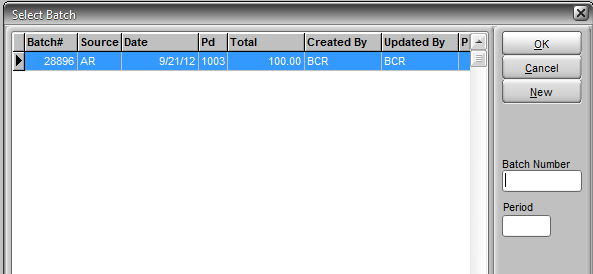 Select Batch
Batch# Source Date Pd Total Created By Updated By P
28896 AR 9/21/12 1003 100.00 BCR BCR
OK
Cancel
New
Batch Number
Period